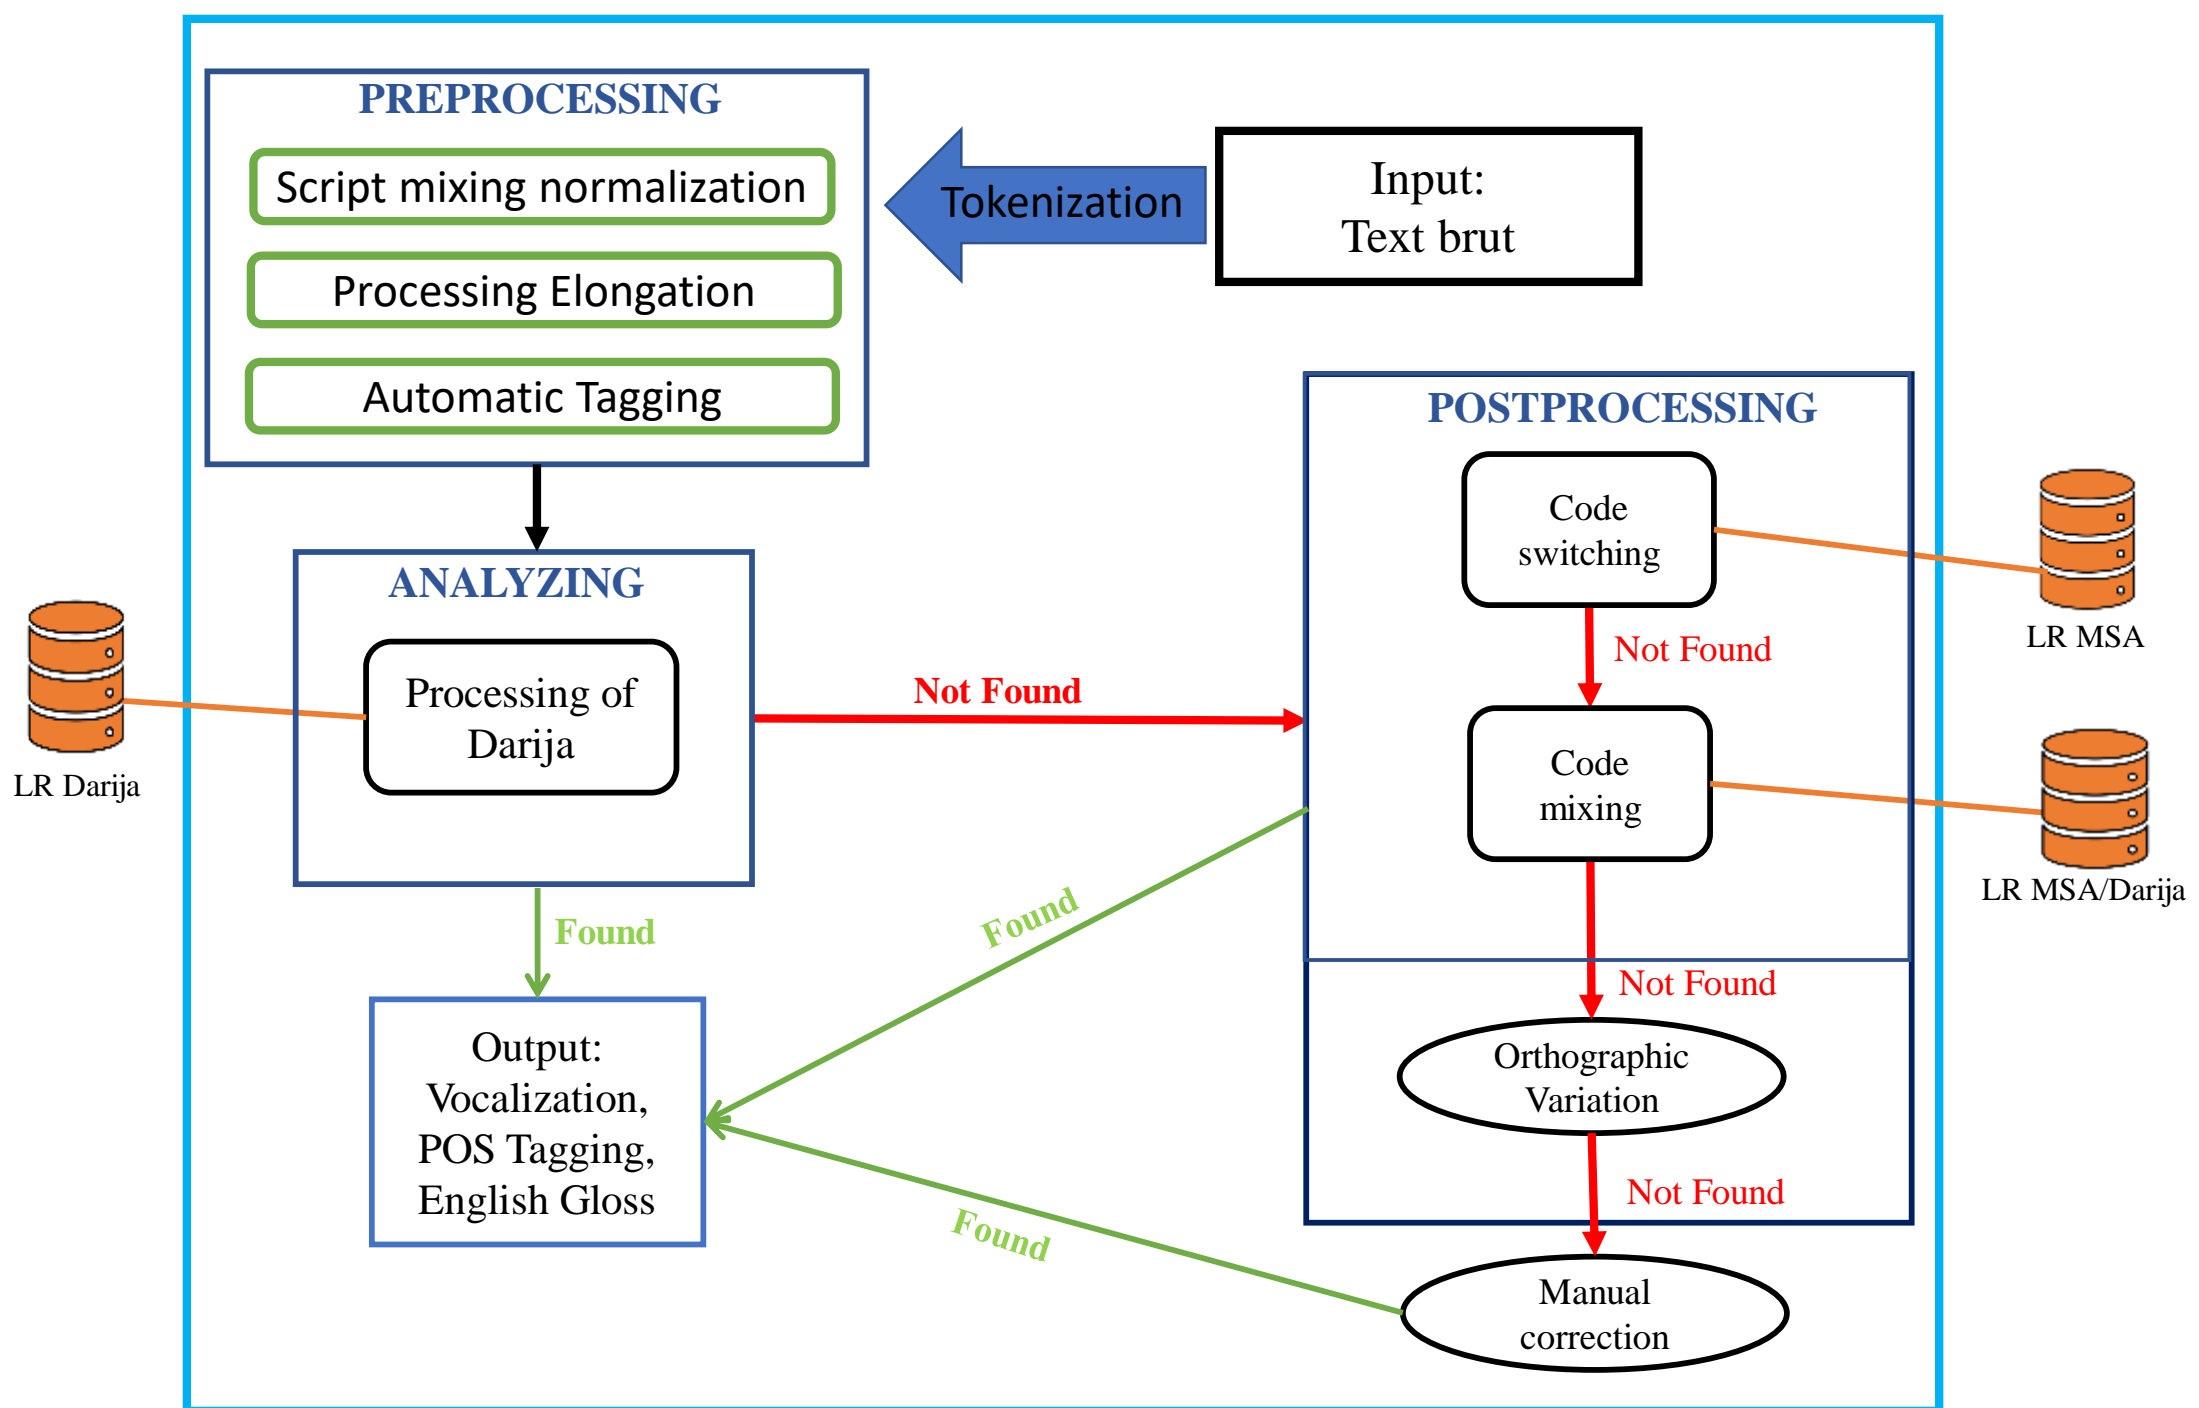 PREPROCESSING
Script mixing normalization
Processing Elongation
Automatic Tagging
Tokenization
Input:
Text brut
ANALYZING
Processing of
Darija
LR Darija
Not Found
Found
Output:
Vocalization,
POS Tagging,
English Gloss
POSTPROCESSING
Code
switching
LR MSA
Not Found
Code
mixing
LR MSA/Darija
Found
Not Found
Orthographic
Variation
Not Found
Found
Manual
correction